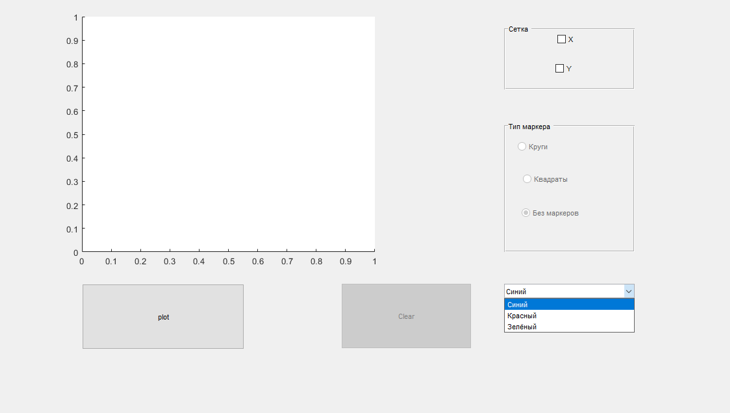 1
0.9
0.8
0.7
0.6
0.5
0.4
0.3
0.2
0.1
0
0 0.1 0.2 0.3 0.4 0.5 0.6 0.7 0.8 0.9 1
Сетка
X
Y
Тип маркера
Круги
Квадраты
Без маркеров
plot
Clear
Синий
Синий
Красный
Зелёный